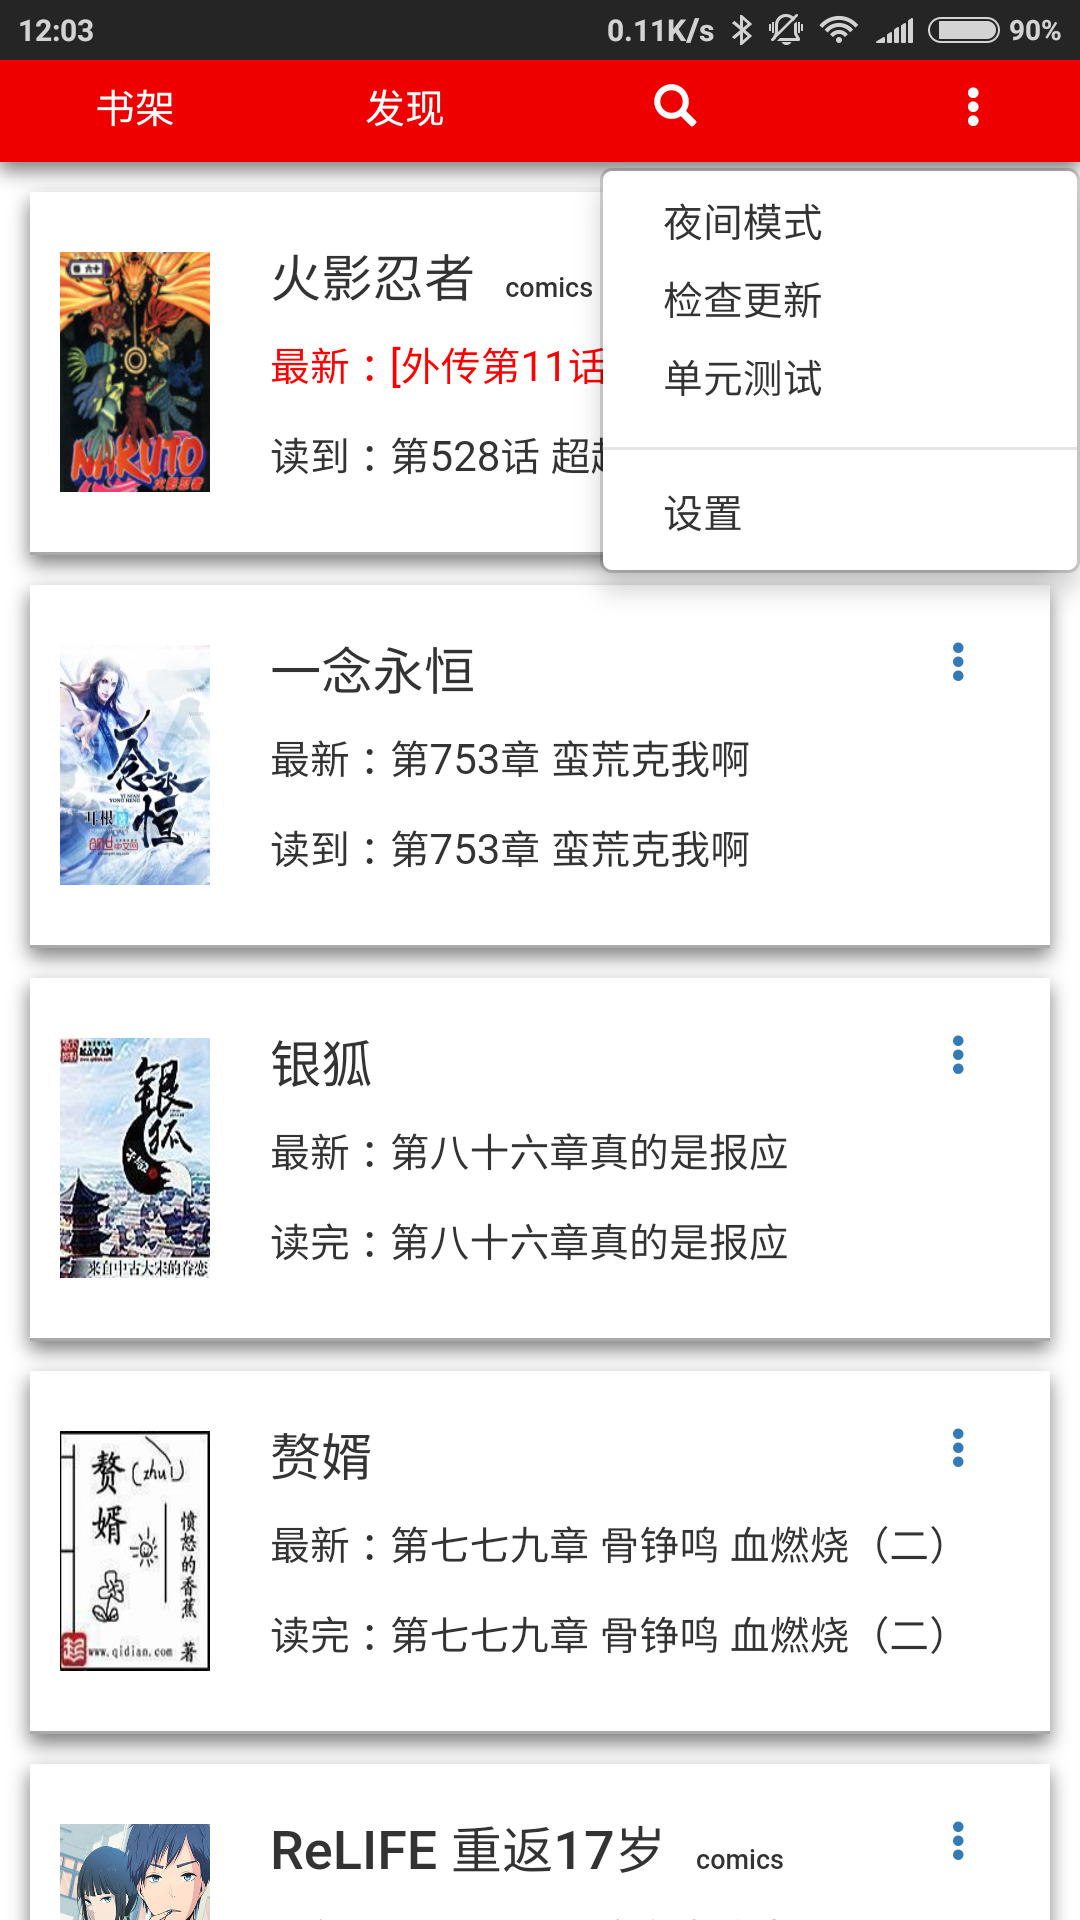 12:03 0.11K/s 90%
书架 发现
夜间模式
检查更新
单元测试
设置
火影忍者 comics
最新：[外传第11话
读到：第528话 超
NARUTO
火影忍者
一念永恒
最新：第753章 蛮荒克我啊
读到：第753章 蛮荒克我啊
一念永恒
耳根
银狐
最新：第八十六章真的是报应
读完：第八十六章真的是报应
银狐
来自中古大宋的眷恋
赘婿
最新：第七七九章 骨铮鸣 血燃烧（二）
读完：第七七九章 骨铮鸣 血燃烧（二）
赘婿
(zhui)
愤怒的香蕉 著
www.qidian.com
ReLIFE 重返17岁 comics